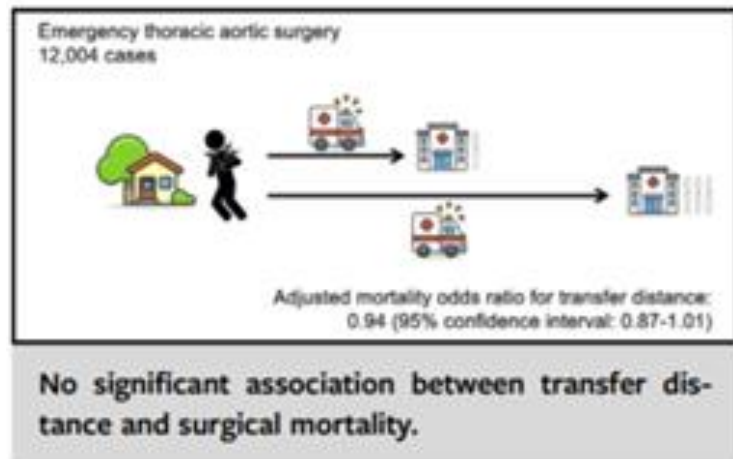 Emergency thoracic aortic surgery
12,004 cases
Adjusted mortality odds ratio for transfer distance:
0.94 (95% confidence interval: 0.87-1.01)
No significant association between transfer dis-
tance and surgical mortality.